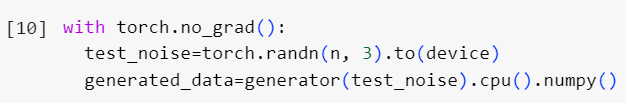 [10] with torch.no_grad():
test_noise=torch.randn(n, 3).to(device)
generated_data=generator(test_noise).cpu().numpy()